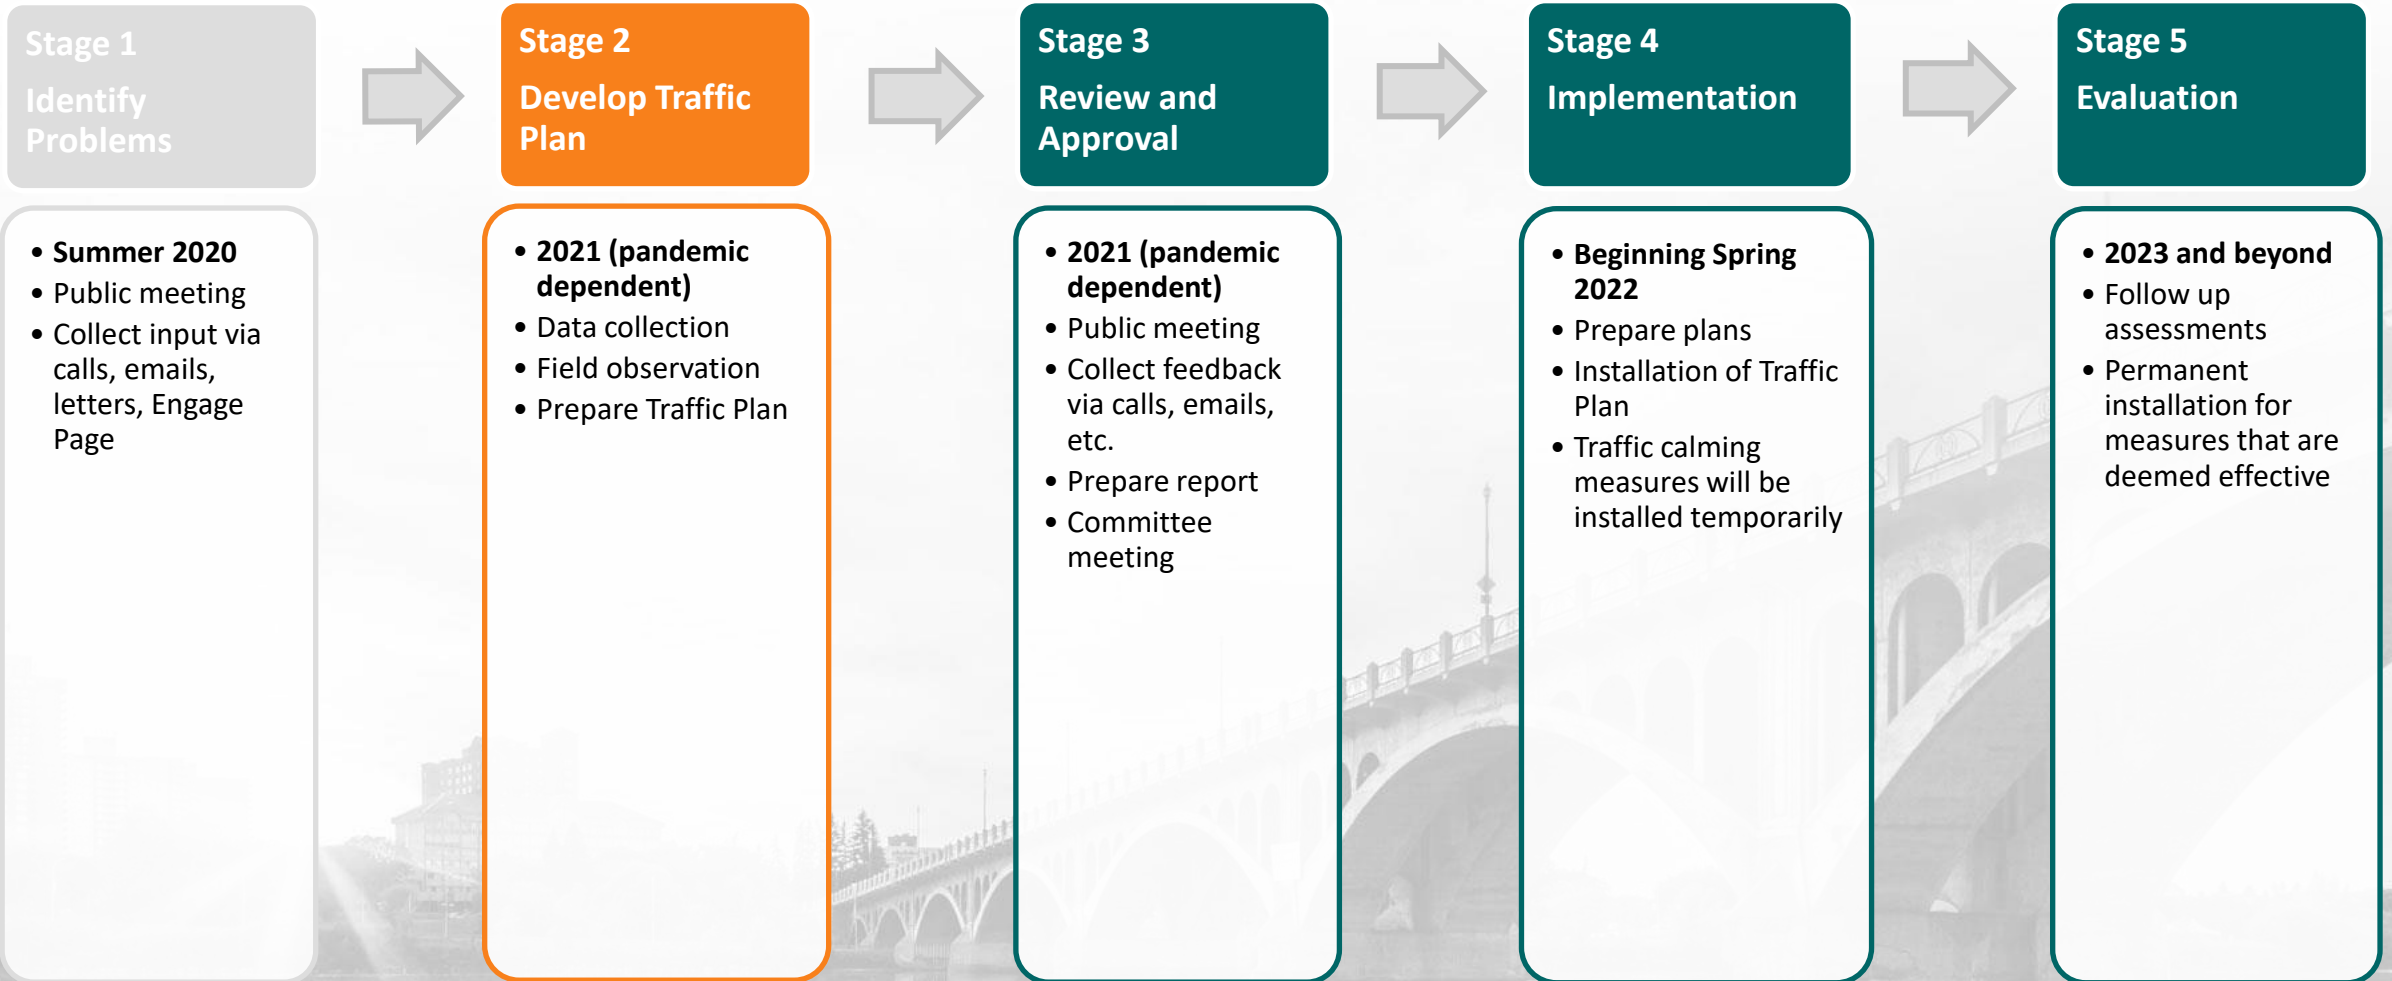 Stage 1
Identify
Problems
• Summer 2020
• Public meeting
• Collect input via
calls, emails,
letters, Engage
Page
Stage 2
Develop Traffic
Plan
• 2021 (pandemic
dependent)
• Data collection
• Field observation
• Prepare Traffic Plan
Stage 3
Review and
Approval
• 2021 (pandemic
dependent)
• Public meeting
• Collect feedback
via calls, emails,
etc.
• Prepare report
• Committee
meeting
Stage 4
Implementation
• Beginning Spring
2022
• Prepare plans
• Installation of Traffic
Plan
• Traffic calming
measures will be
installed temporarily
Stage 5
Evaluation
• 2023 and beyond
• Follow up
assessments
• Permanent
installation for
measures that are
deemed effective